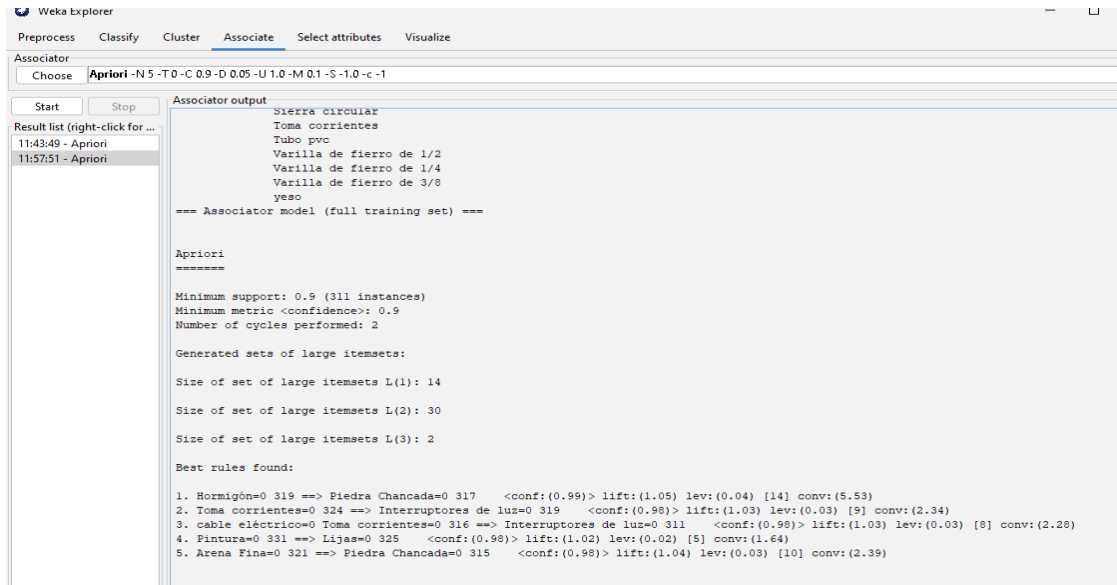 Weka Explorer
Preprocess Classify Cluster Associate Select attributes Visualize
Associator
Choose Apriori -N 5 -T 0 -C 0.9 -D 0.05 -U 1.0 -M 0.1 -S -1.0 -c -1
Start Stop
Result list (right-click for ...
11:43:49 - Apriori
11:57:51 - Apriori
Associator output
Sierra circular
Toma corrientes
Tubo pvc
Varilla de fierro de 1/2
Varilla de fierro de 1/4
Varilla de fierro de 3/8
yeso
=== Associator model (full training set) ===
Apriori
=======
Minimum support: 0.9 (311 instances)
Minimum metric <confidence>: 0.9
Number of cycles performed: 2
Generated sets of large itemsets:
Size of set of large itemsets L(1): 14
Size of set of large itemsets L(2): 30
Size of set of large itemsets L(3): 2
Best rules found:
1. Hormigón=0 319 ==> Piedra Chancada=0 317 <conf:(0.99)> lift:(1.05) lev:(0.04) [14] conv:(5.53)
2. Toma corrientes=0 324 ==> Interruptores de luz=0 319 <conf:(0.98)> lift:(1.03) lev:(0.03) [9] conv:(2.34)
3. cable eléctrico=0 Toma corrientes=0 316 ==> Interruptores de luz=0 311 <conf:(0.98)> lift:(1.03) lev:(0.03) [8] conv:(2.28)
4. Pintura=0 331 ==> Lijas=0 325 <conf:(0.98)> lift:(1.02) lev:(0.02) [5] conv:(1.64)
5. Arena Fina=0 321 ==> Piedra Chancada=0 315 <conf:(0.98)> lift:(1.04) lev:(0.03) [10] conv:(2.39)